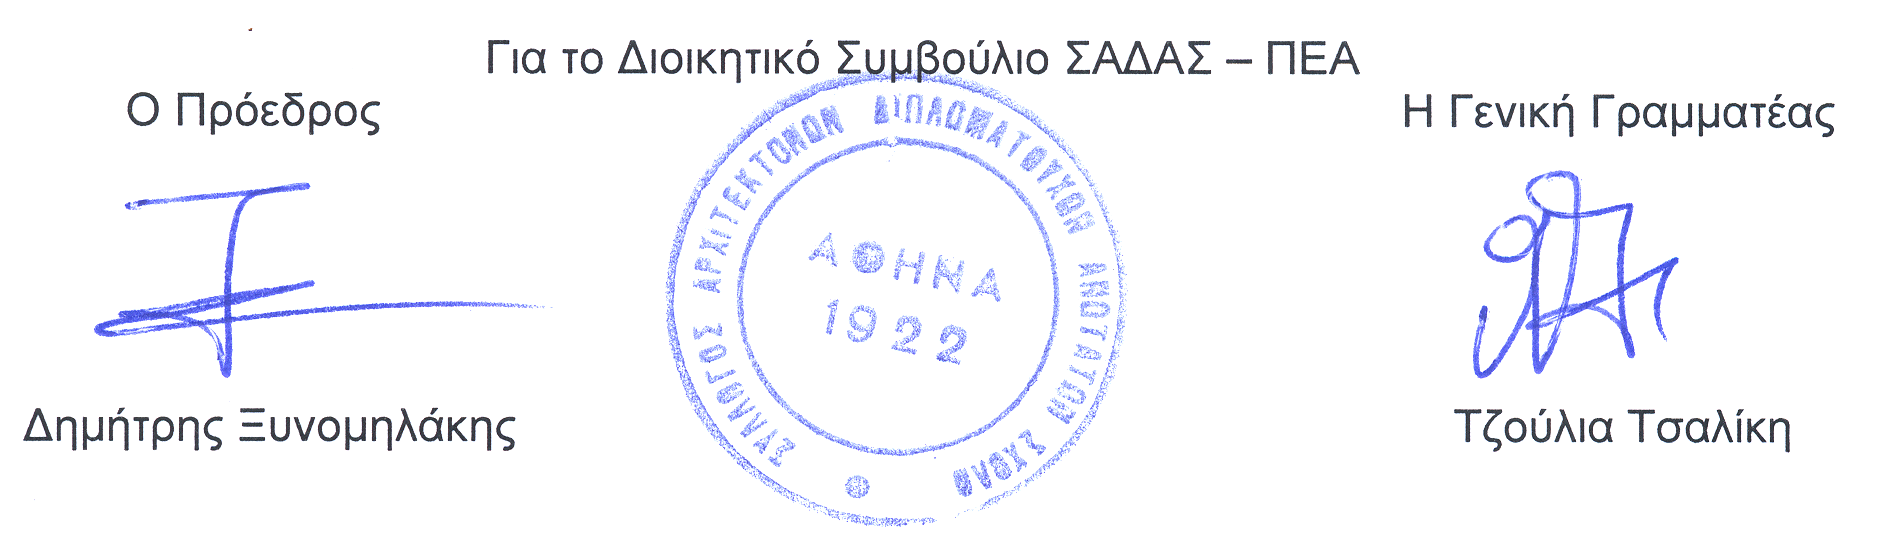 Για το Διοικητικό Συμβούλιο ΣΑΔΑΣ – ΠΕΑ
Ο Πρόεδρος
Η Γενική Γραμματέας
ΣΥΛΛΟΓΟΣ ΑΡΧΙΤΕΚΤΟΝΩΝ ΔΙΠΛΩΜΑΤΟΥΧΩΝ ΑΝΩΤΑΤΩΝ ΣΧΟΛΩΝ
ΑΘΗΝΑ
1922
Δημήτρης Ξυνομηλάκης
Τζούλια Τσαλίκη